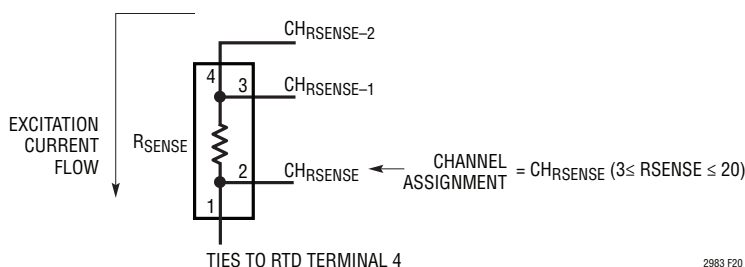 CHRSENSE–2
4
3
CHRSENSE–1
EXCITATION
CURRENT
FLOW
RSENSE
2
CHRSENSE
CHANNEL
ASSIGNMENT
= CHRSENSE (3≤ RSENSE ≤ 20)
1
TIES TO RTD TERMINAL 4
2983 F20